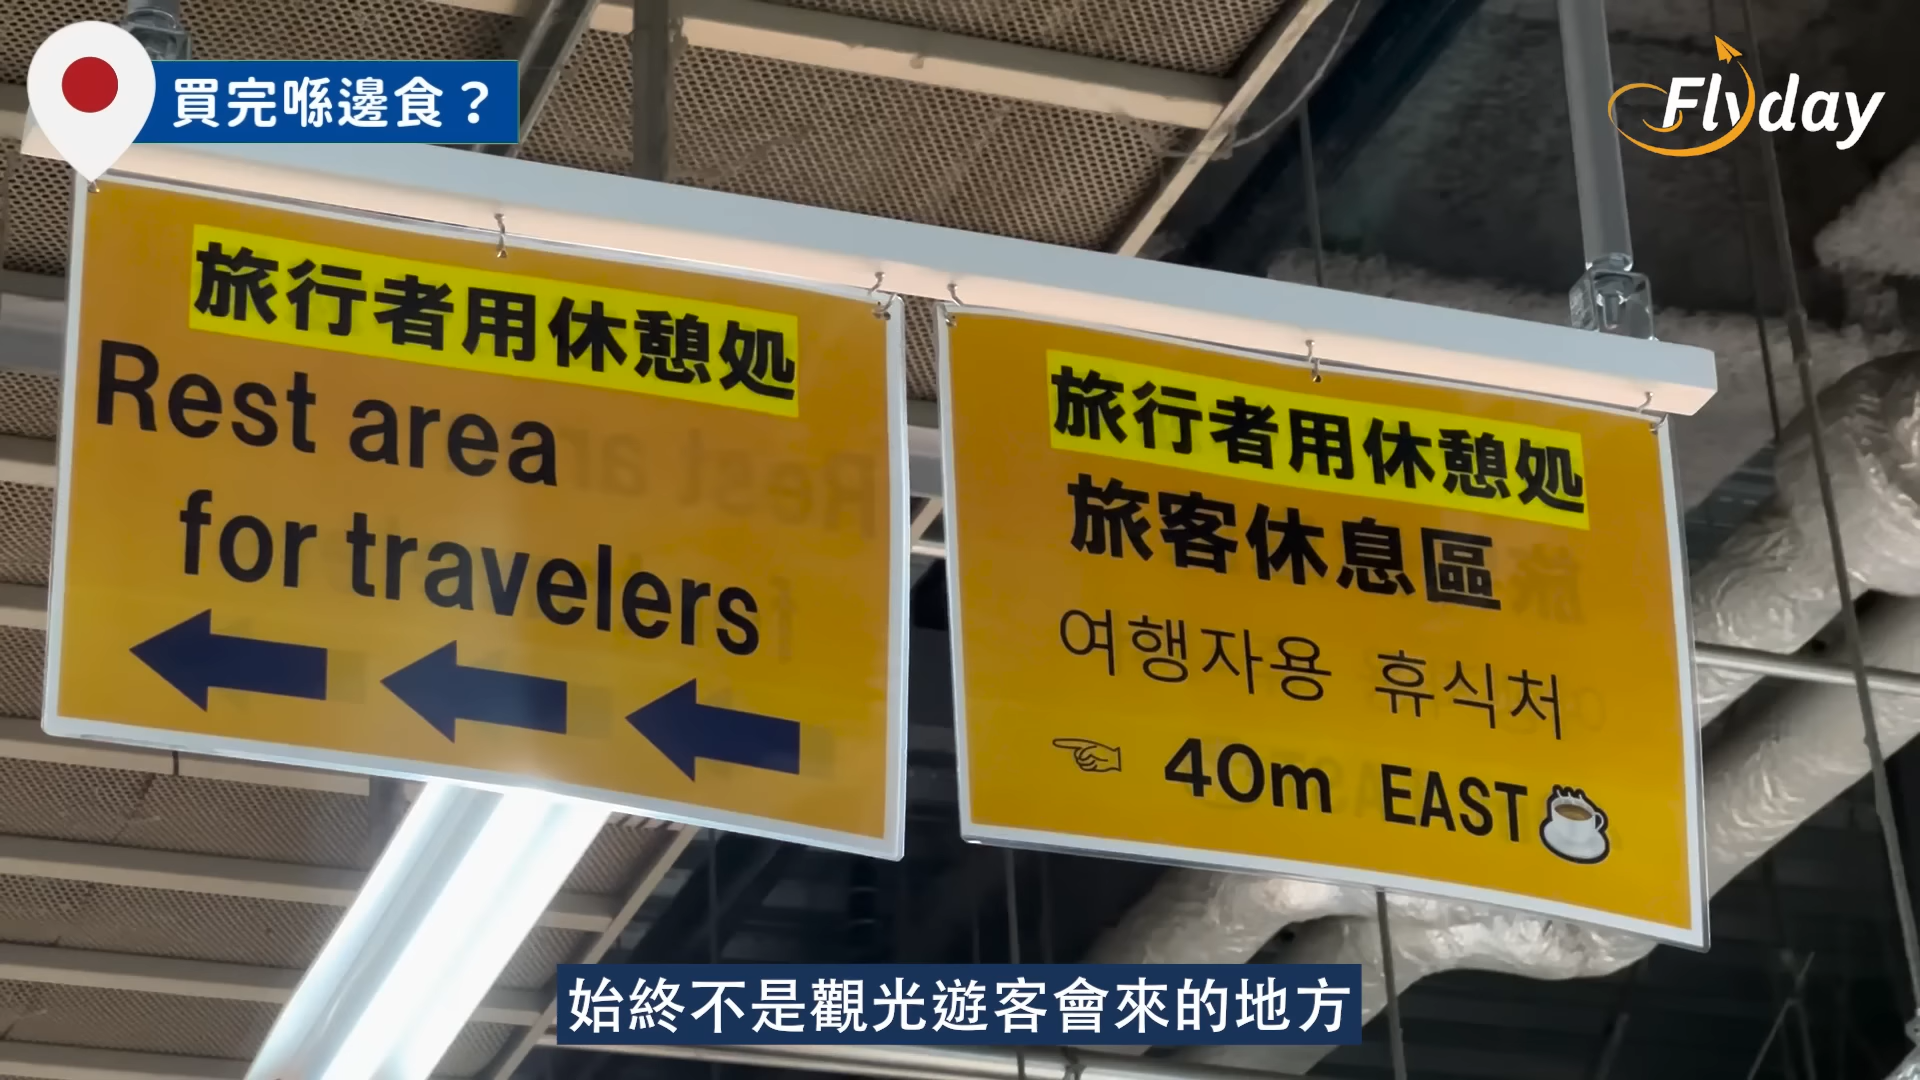 買完喺邊食？
Flyday
旅行者用休憩処
Rest area
for travelers
旅行者用休憩処
旅客休息區
여행자용 휴식처
40m EAST
始終不是觀光遊客會來的地方